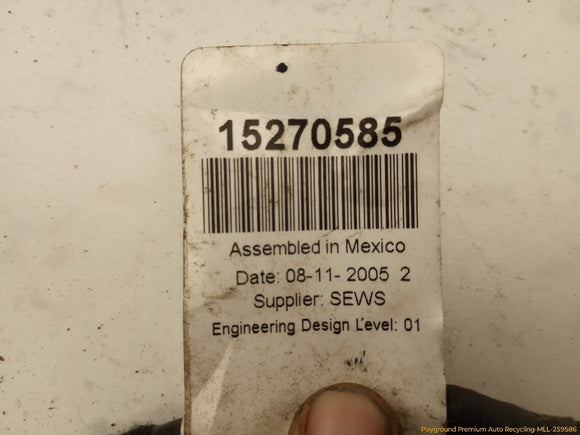 15270585
Assembled in Mexico
Date: 08-11- 2005 2
Supplier: SEWS
Engineering Design Level: 01
Playground Premium Auto Recycling-MLL-259586